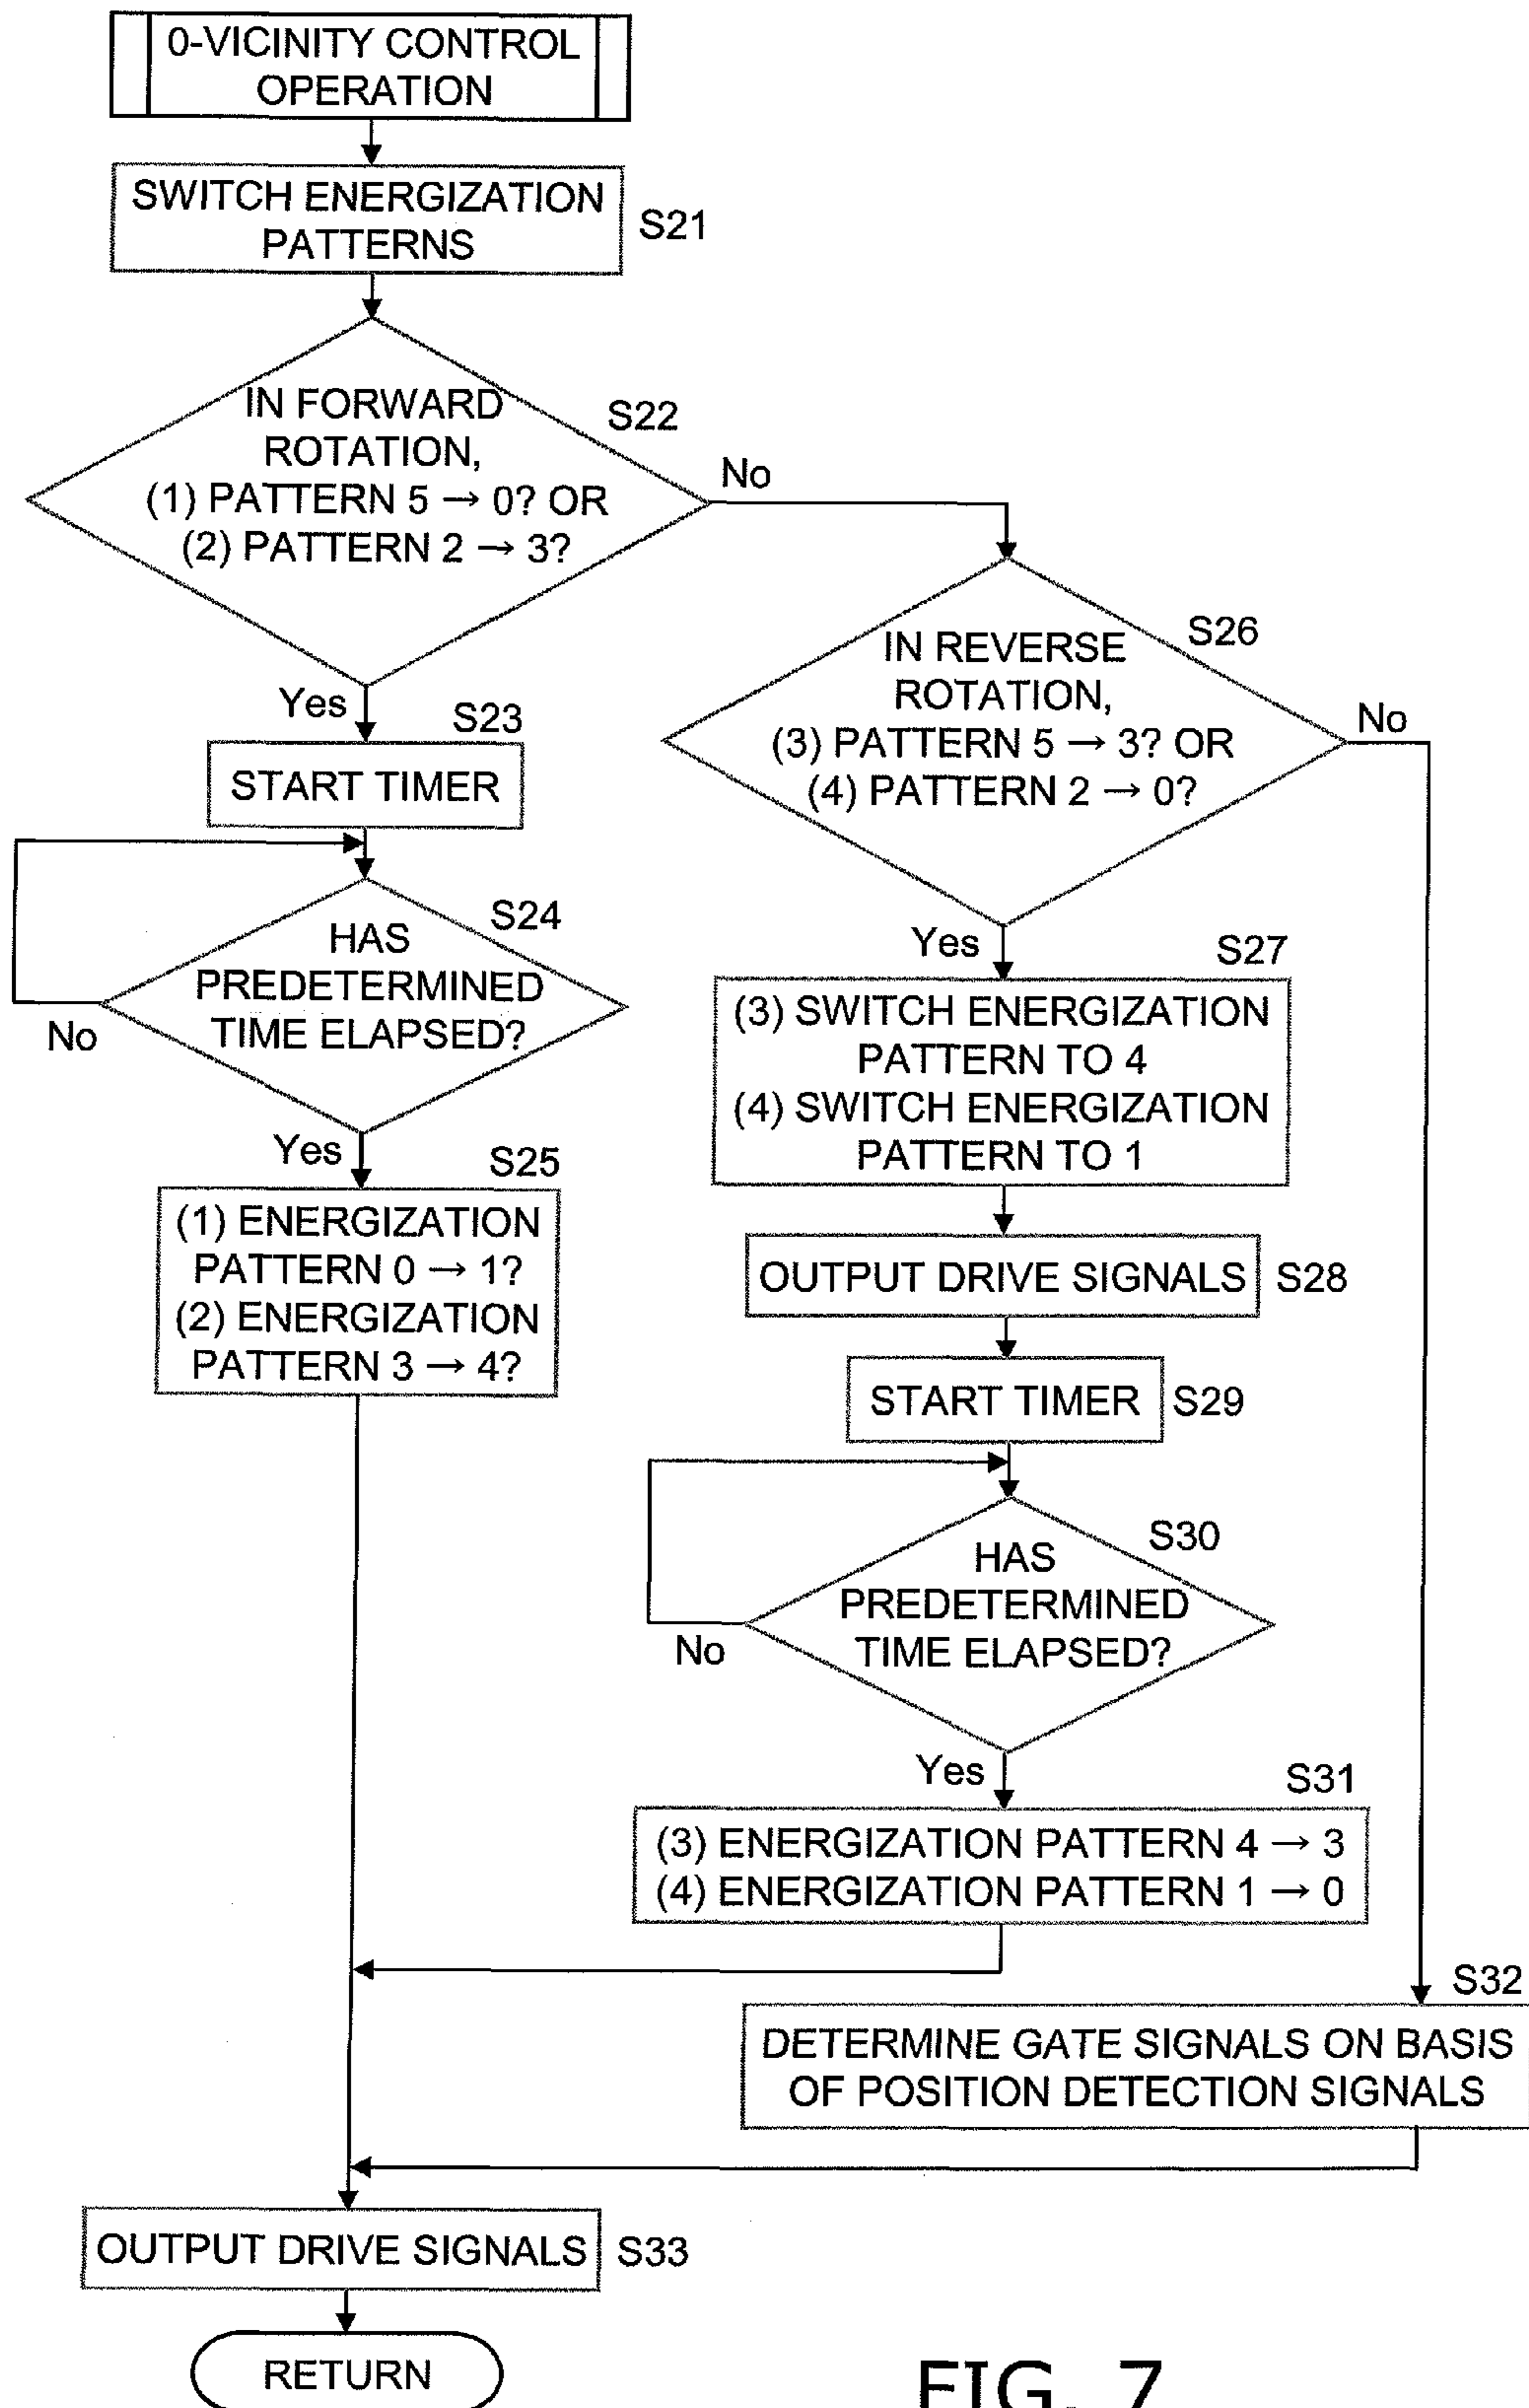 0-VICINITY CONTROL
OPERATION
SWITCH ENERGIZATION
PATTERNS
S21
IN FORWARD
ROTATION,
(1) PATTERN 5 → 0? OR
(2) PATTERN 2 → 3?
S22
No
Yes
S23
START TIMER
S24
HAS
PREDETERMINED
TIME ELAPSED?
No
Yes
S25
(1) ENERGIZATION
PATTERN 0 → 1?
(2) ENERGIZATION
PATTERN 3 → 4?
S26
IN REVERSE
ROTATION,
(3) PATTERN 5 → 3? OR
(4) PATTERN 2 → 0?
No
Yes
S27
(3) SWITCH ENERGIZATION
PATTERN TO 4
(4) SWITCH ENERGIZATION
PATTERN TO 1
OUTPUT DRIVE SIGNALS
S28
START TIMER
S29
S30
HAS
PREDETERMINED
TIME ELAPSED?
No
Yes
S31
(3) ENERGIZATION PATTERN 4 → 3
(4) ENERGIZATION PATTERN 1 → 0
S32
DETERMINE GATE SIGNALS ON BASIS
OF POSITION DETECTION SIGNALS
OUTPUT DRIVE SIGNALS
S33
RETURN
FIG. 7